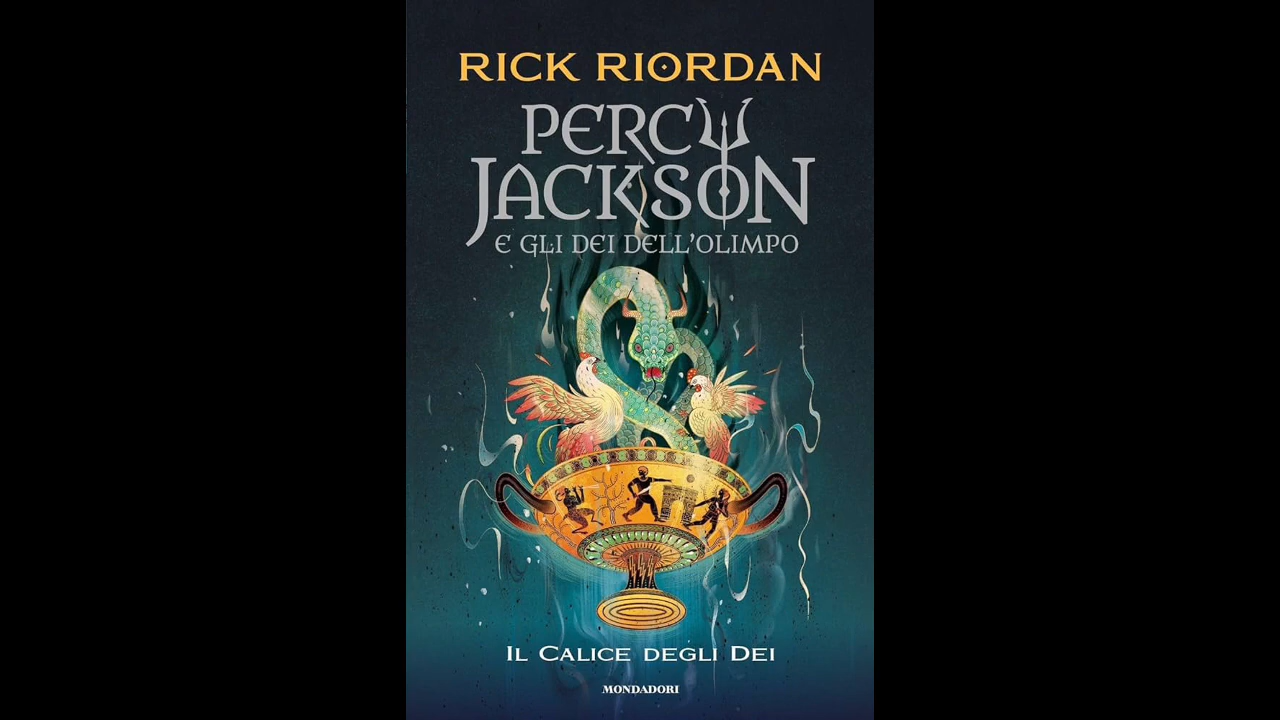 RICK RIORDAN
PERCY
JACKSON
E GLI DEI DELL'OLIMPO
IL CALICE DEGLI DEI
MONDADORI